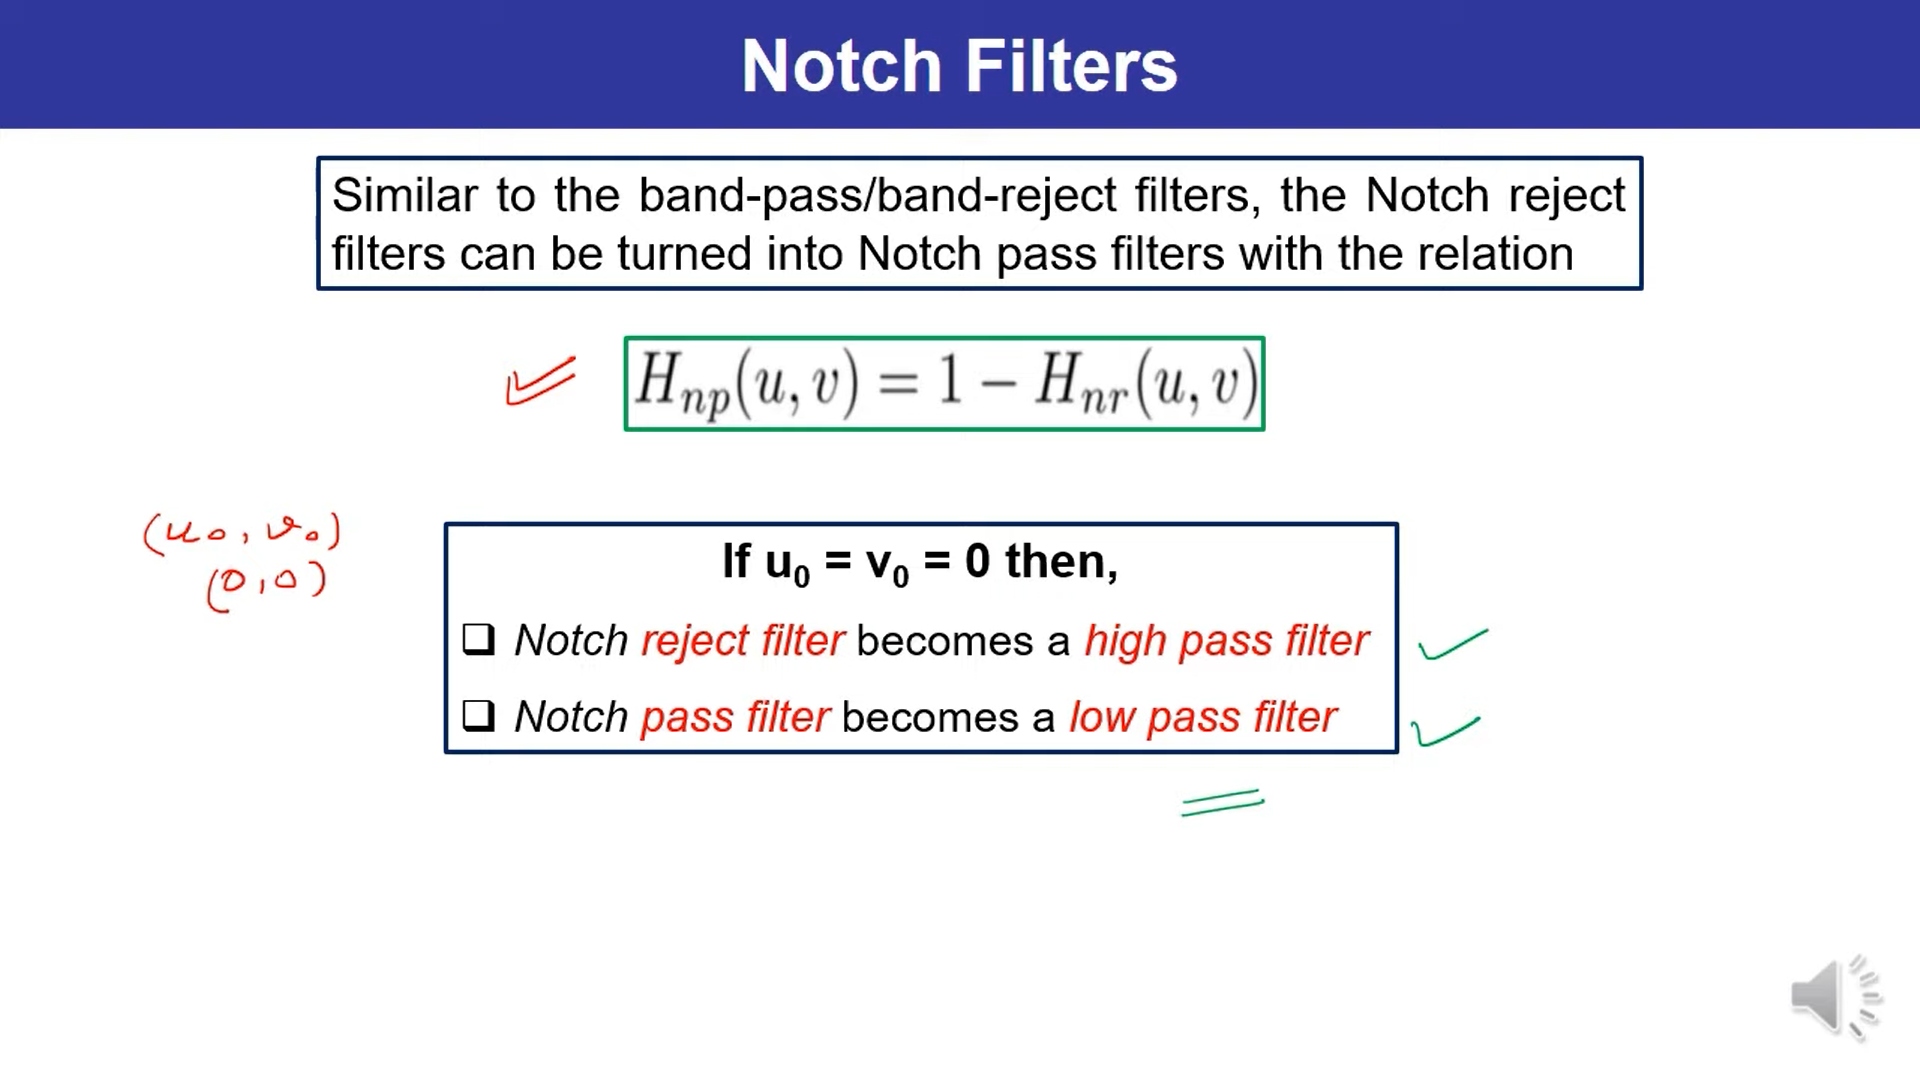 Notch Filters
Similar to the band-pass/band-reject filters, the Notch reject
filters can be turned into Notch pass filters with the relation
H_np(u, v) = 1 − H_nr(u, v)
(u₀, v₀)
(0,0)
If u₀ = v₀ = 0 then,
❑ Notch reject filter becomes a high pass filter
❑ Notch pass filter becomes a low pass filter